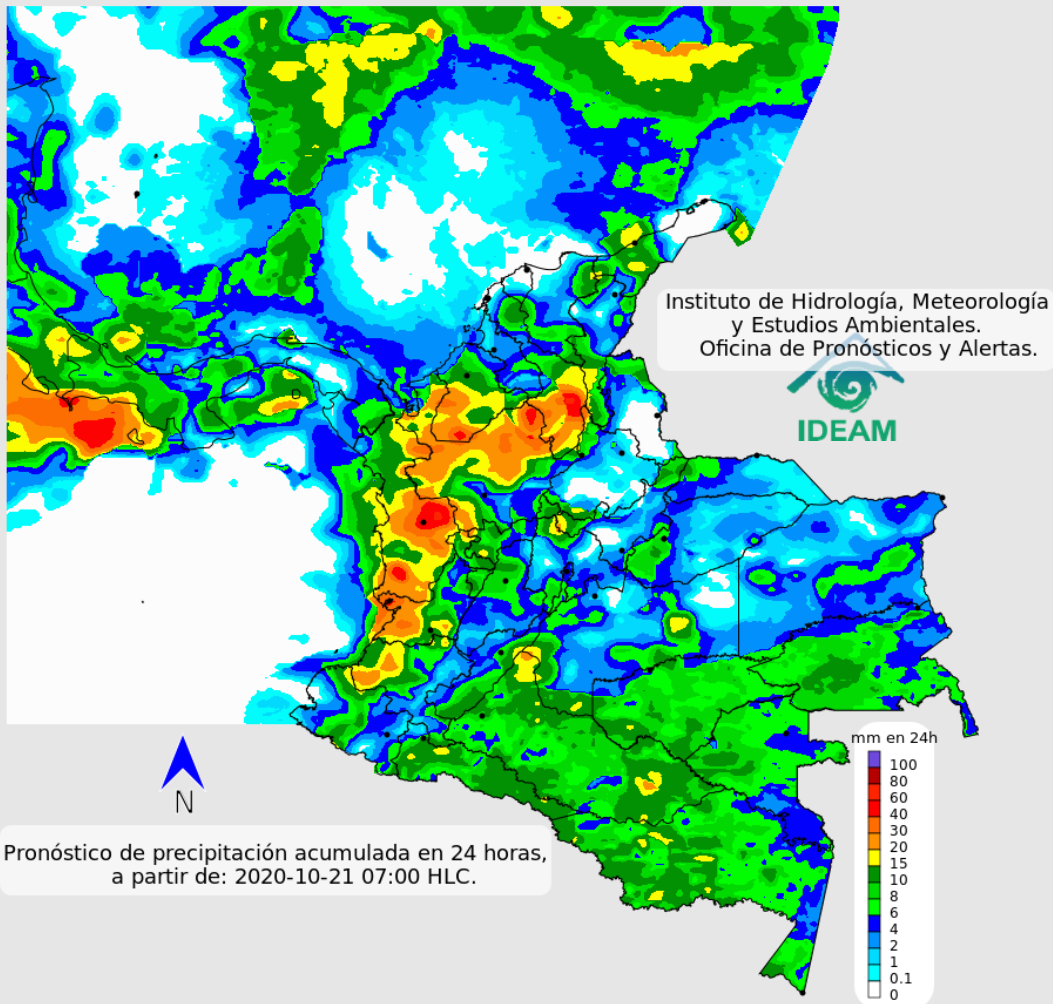 Instituto de Hidrología, Meteorología
y Estudios Ambientales.
Oficina de Pronósticos y Alertas.
IDEAM
mm en 24h
100
80
60
40
30
20
15
10
8
6
4
2
1
0.1
0
N
Pronóstico de precipitación acumulada en 24 horas,
a partir de: 2020-10-21 07:00 HLC.